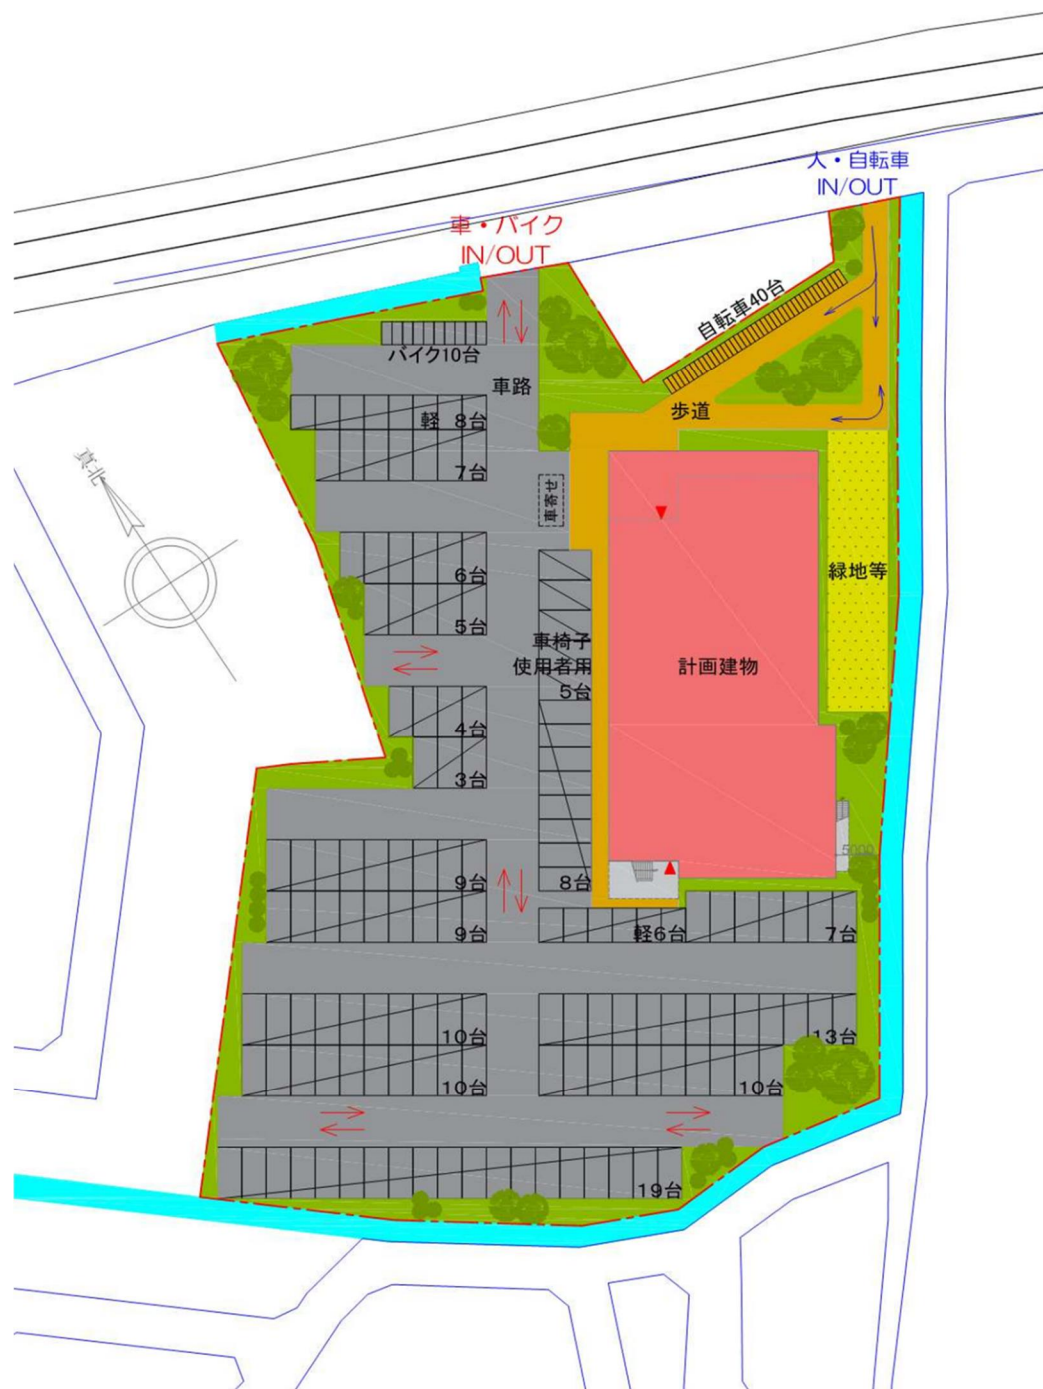 人・自転車
IN/OUT
車・バイク
IN/OUT
自転車40台
バイク10台
車路
歩道
軽 8台
7台
真北
車寄せ
6台
緑地等
5台
車椅子
使用者用
5台
計画建物
4台
3台
5000
9台
8台
9台
軽6台
7台
10台
13台
10台
10台
19台